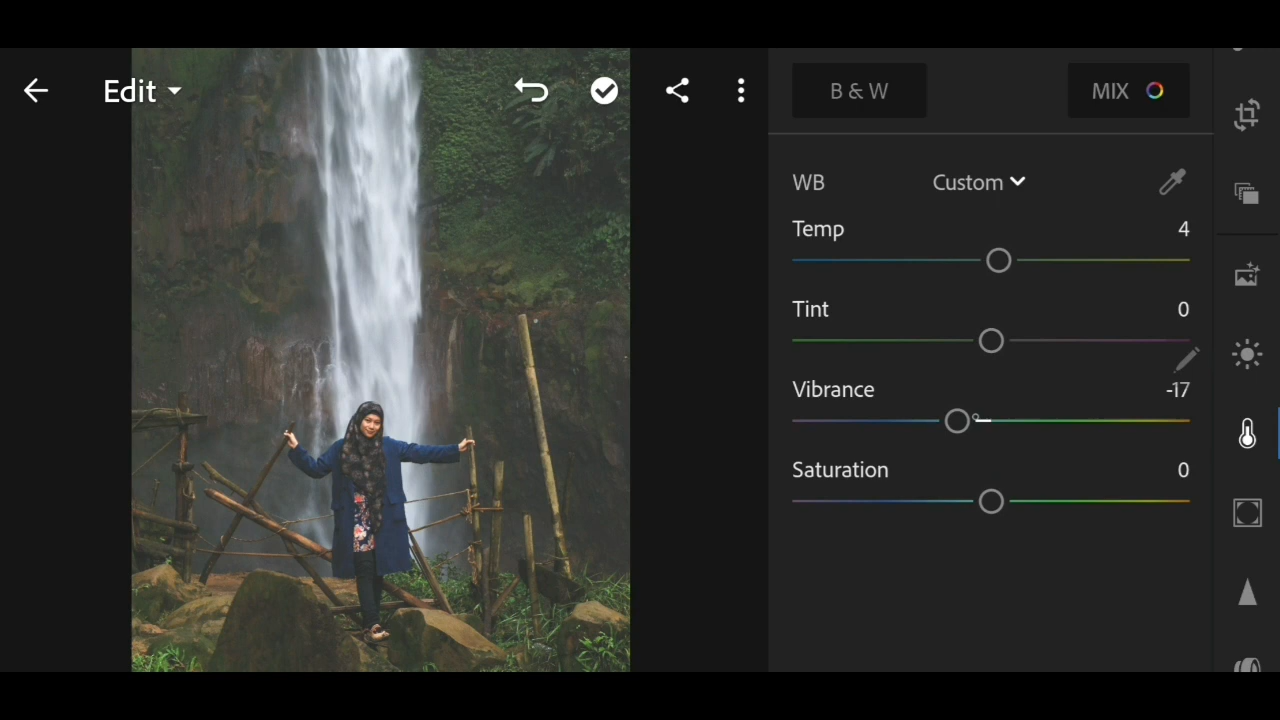 Edit
B & W
MIX
WB
Custom
Temp
4
Tint
0
Vibrance
-17
Saturation
0